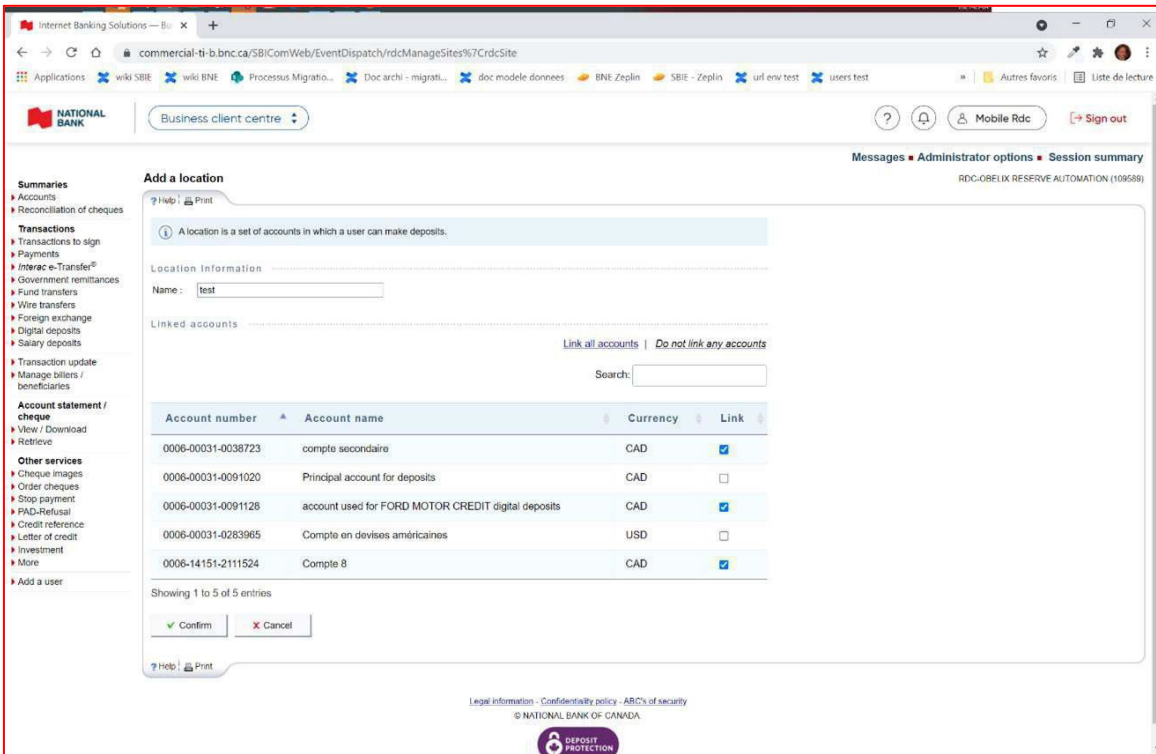 Internet Banking Solutions — Bu
commercial-ti-b.bnc.ca/SBIComWeb/EventDispatch/rdcManageSites%7CrdcSite
Applications wiki SBIE wiki BNE Processus Migratio... Doc archi - migrati... doc modele donnees BNE Zeplin SBIE - Zeplin url env test users test » Autres favoris Liste de lecture
NATIONAL BANK
Business client centre
? Mobile Rdc Sign out
Messages Administrator options Session summary
RDC-OBELIX RESERVE AUTOMATION (109589)
Summaries
Accounts
Reconciliation of cheques
Transactions
Transactions to sign
Payments
Interac e-Transfer®
Government remittances
Fund transfers
Wire transfers
Foreign exchange
Digital deposits
Salary deposits
Transaction update
Manage billers /
beneficiaries
Account statement /
cheque
View / Download
Retrieve
Other services
Cheque images
Order cheques
Stop payment
PAD-Refusal
Credit reference
Letter of credit
Investment
More
Add a user
Add a location
? Help Print
A location is a set of accounts in which a user can make deposits.
Location Information
Name : test
Linked accounts
Link all accounts | Do not link any accounts
Search:
Account number Account name Currency Link
0006-00031-0038723 compte secondaire CAD
0006-00031-0091020 Principal account for deposits CAD
0006-00031-0091128 account used for FORD MOTOR CREDIT digital deposits CAD
0006-00031-0283965 Compte en devises américaines USD
0006-14151-2111524 Compte 8 CAD
Showing 1 to 5 of 5 entries
Confirm X Cancel
? Help Print
Legal information - Confidentiality policy - ABC's of security
© NATIONAL BANK OF CANADA
DEPOSIT
PROTECTION